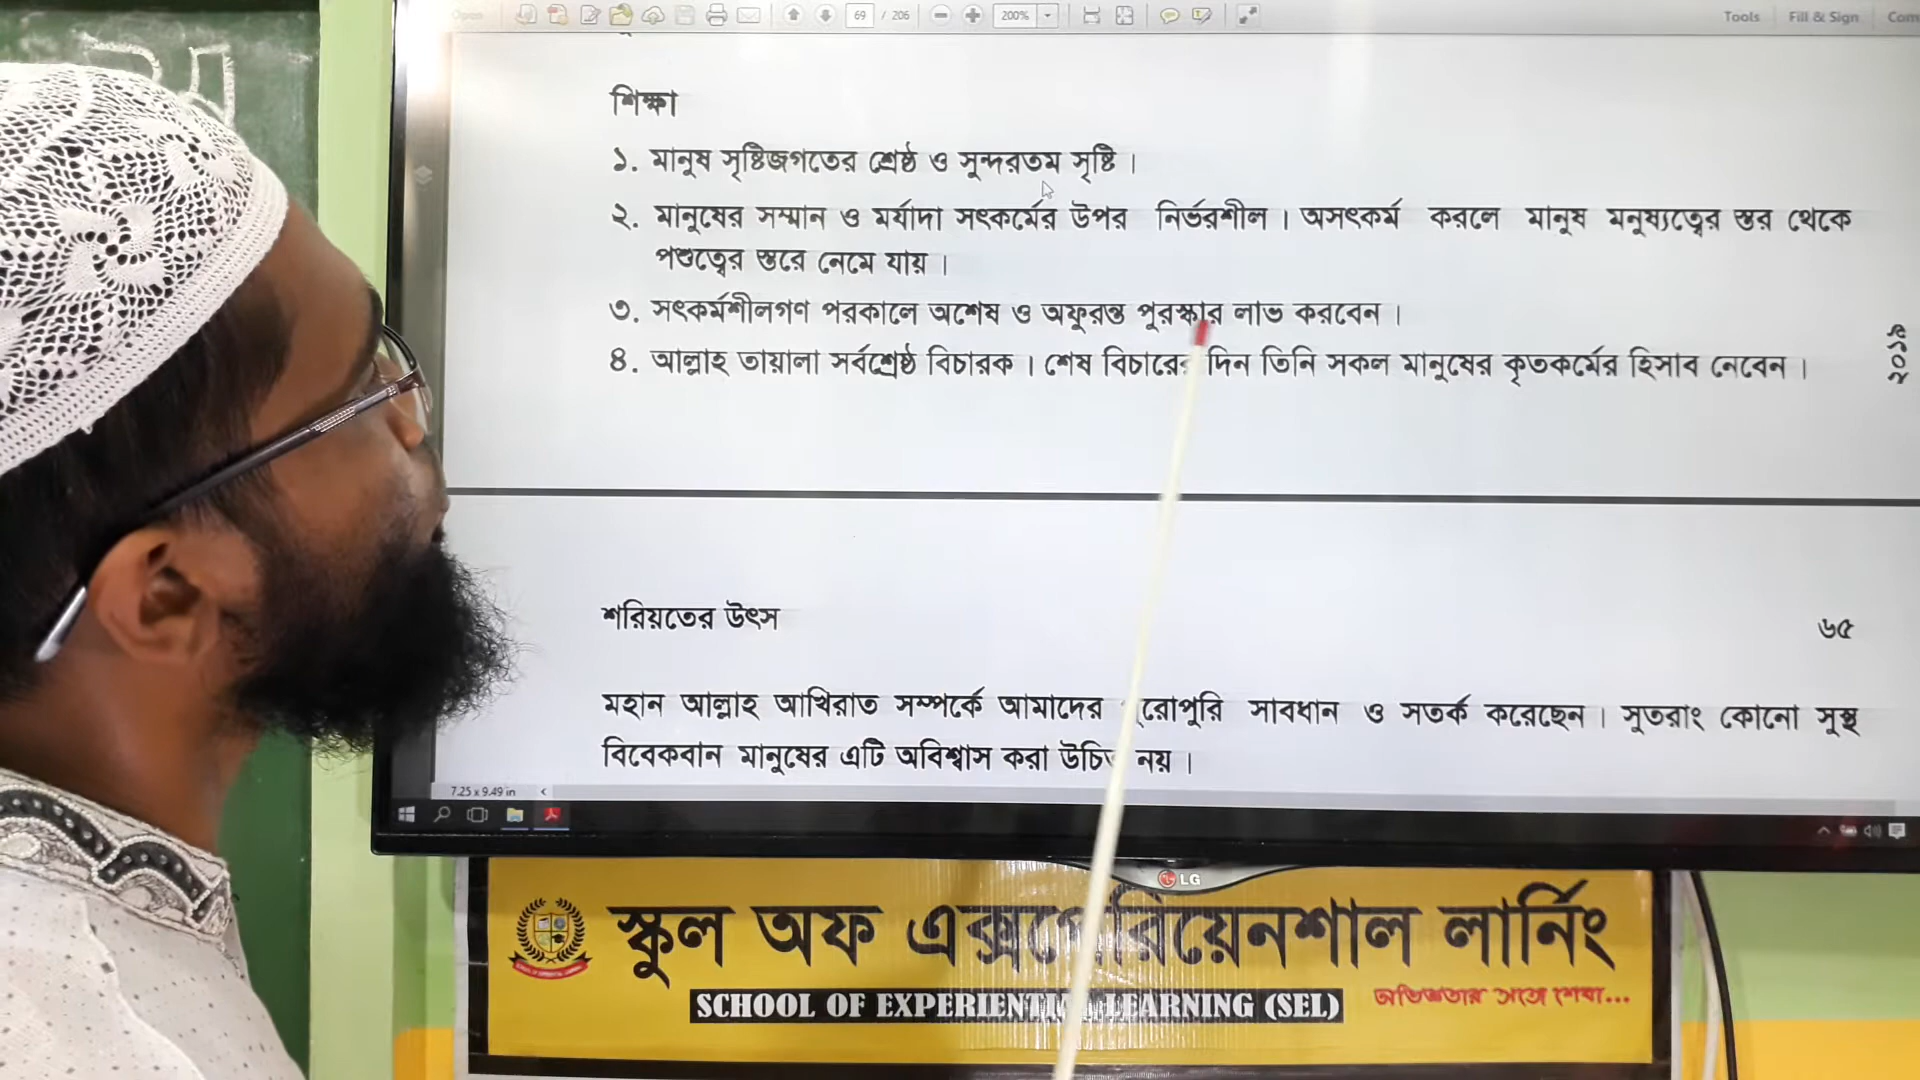 69 / 206
200%
Tools
Fill & Sign
শিক্ষা
১. মানুষ সৃষ্টিজগতের শ্রেষ্ঠ ও সুন্দরতম সৃষ্টি।
২. মানুষের সম্মান ও মর্যাদা সৎকর্মের উপর নির্ভরশীল। অসৎকর্ম করলে মানুষ মনুষ্যত্বের স্তর থেকে
পশুত্বের স্তরে নেমে যায়।
৩. সৎকর্মশীলগণ পরকালে অশেষ ও অফুরন্ত পুরস্কার লাভ করবেন।
৪. আল্লাহ তায়ালা সর্বশ্রেষ্ঠ বিচারক। শেষ বিচারের দিন তিনি সকল মানুষের কৃতকর্মের হিসাব নেবেন।
২০১৯
শরিয়তের উৎস
৬৫
মহান আল্লাহ আখিরাত সম্পর্কে আমাদের পুরোপুরি সাবধান ও সতর্ক করেছেন। সুতরাং কোনো সুস্থ
বিবেকবান মানুষের এটি অবিশ্বাস করা উচিত নয়।
7.25 x 9.49 in
LG
স্কুল অফ এক্সপেরিয়েনশাল লার্নিং
SCHOOL OF EXPERIENTIAL LEARNING (SEL)
অভিজ্ঞতার সাথে শেখা...